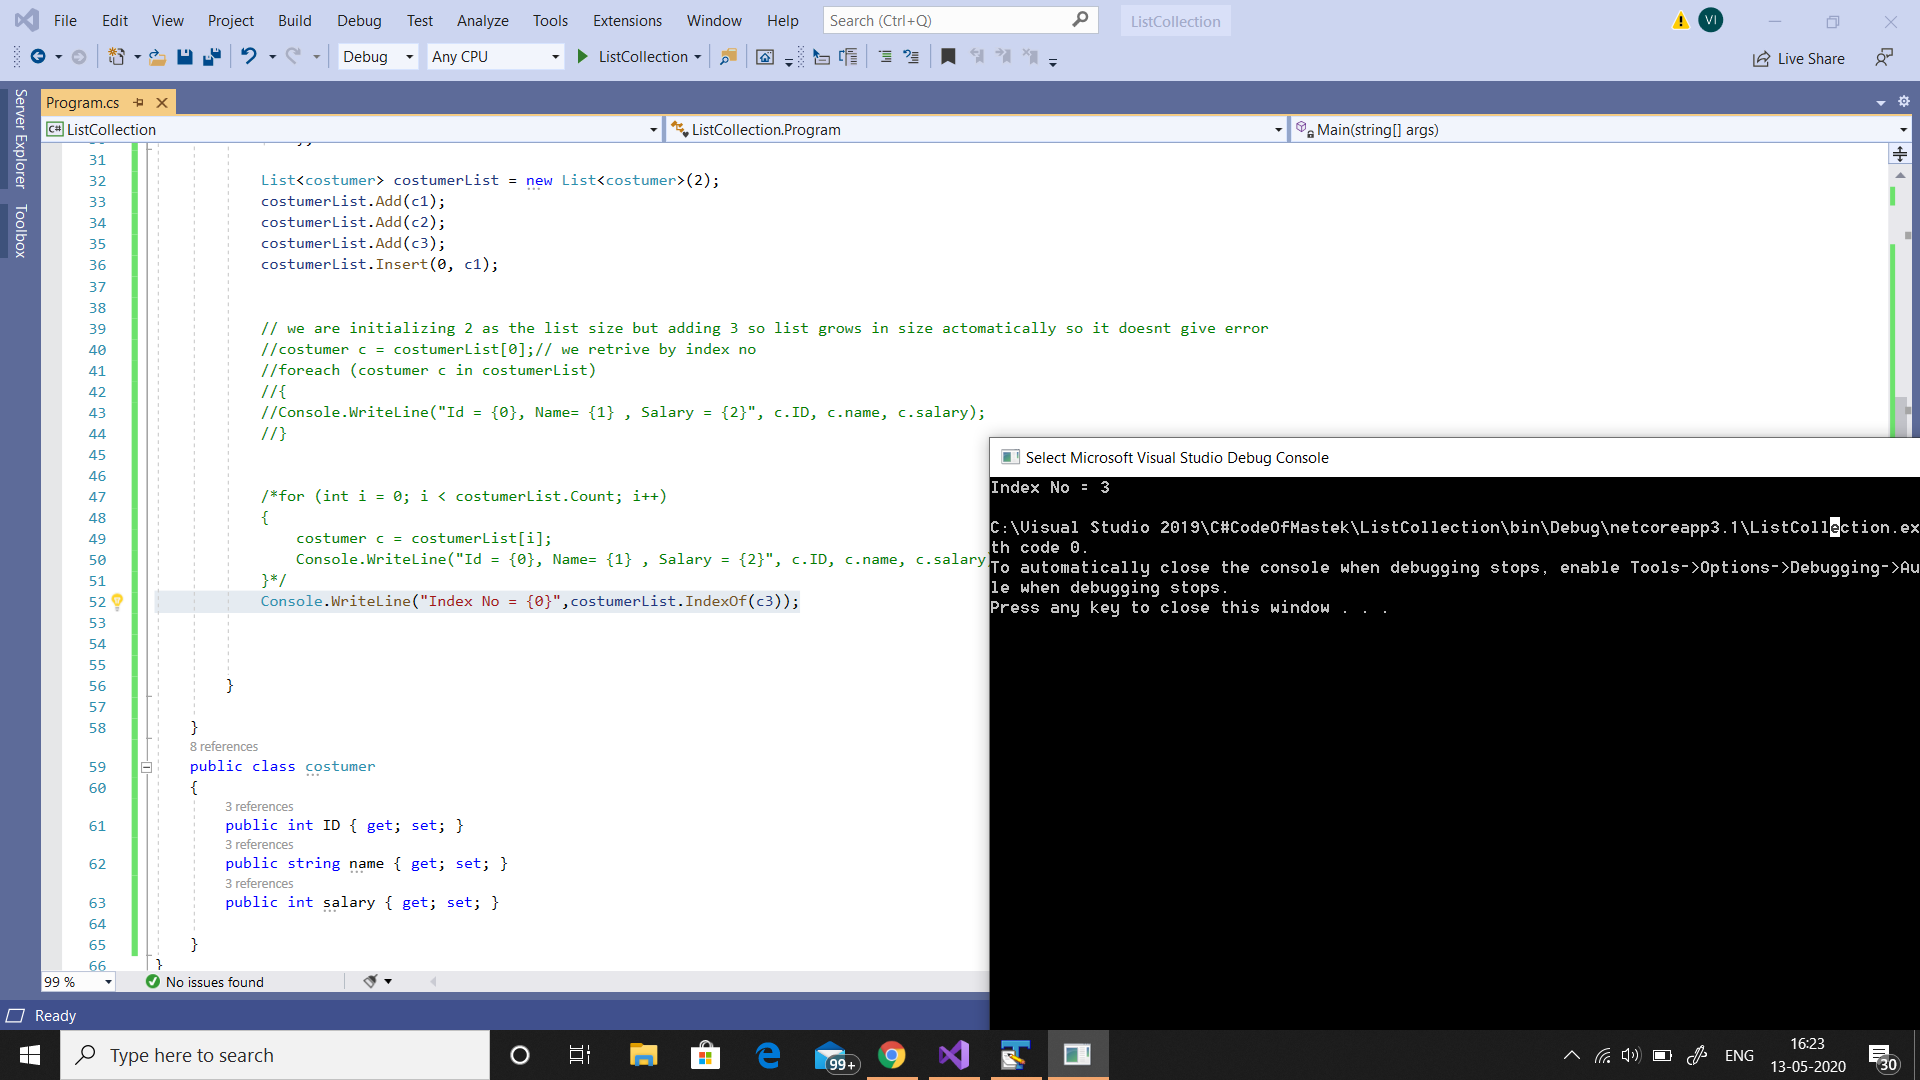 File Edit View Project Build Debug Test Analyze Tools Extensions Window Help Search (Ctrl+Q) ListCollection VI
Debug Any CPU ListCollection Live Share
Server Explorer
Toolbox
Program.cs
C# ListCollection ListCollection.Program Main(string[] args)
31
32 List<costumer> costumerList = new List<costumer>(2);
33 costumerList.Add(c1);
34 costumerList.Add(c2);
35 costumerList.Add(c3);
36 costumerList.Insert(0, c1);
37
38
39 // we are initializing 2 as the list size but adding 3 so list grows in size automatically so it doesnt give error
40 //costumer c = costumerList[0];// we retrive by index no
41 //foreach (costumer c in costumerList)
42 //{
43 //Console.WriteLine("Id = {0}, Name= {1} , Salary = {2}", c.ID, c.name, c.salary);
44 //}
45
46
47 /*for (int i = 0; i < costumerList.Count; i++)
48 {
49 costumer c = costumerList[i];
50 Console.WriteLine("Id = {0}, Name= {1} , Salary = {2}", c.ID, c.name, c.salary
51 }*/
52 Console.WriteLine("Index No = {0}",costumerList.IndexOf(c3));
53
54
55
56 }
57
58 }
8 references
59 public class costumer
60 {
3 references
61 public int ID { get; set; }
3 references
62 public string name { get; set; }
3 references
63 public int salary { get; set; }
64
65 }
66 }
99 % No issues found
Ready
Select Microsoft Visual Studio Debug Console
Index No = 3
C:\Visual Studio 2019\C#CodeOfMastek\ListCollection\bin\Debug\netcoreapp3.1\ListCollection.ex
th code 0.
To automatically close the console when debugging stops, enable Tools->Options->Debugging->Au
le when debugging stops.
Press any key to close this window . . .
Type here to search 99+ ENG 16:23 30
13-05-2020